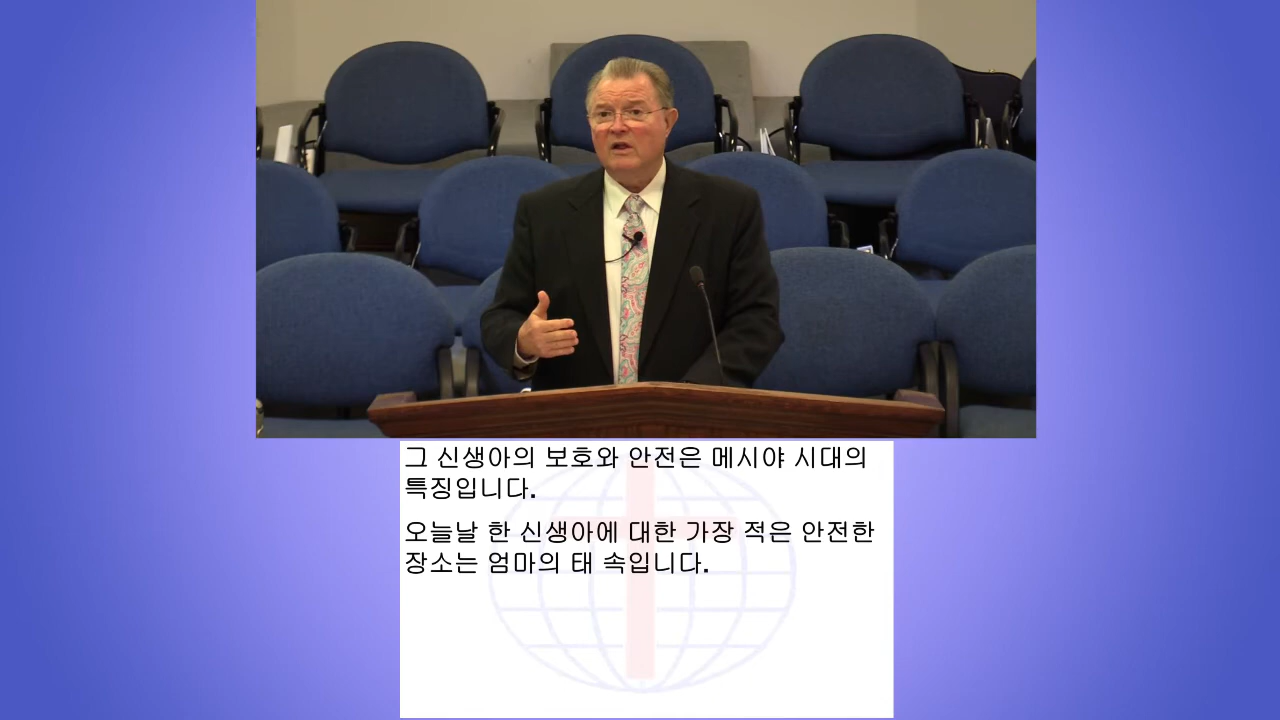 그 신생아의 보호와 안전은 메시야 시대의
특징입니다.
오늘날 한 신생아에 대한 가장 적은 안전한
장소는 엄마의 태 속입니다.